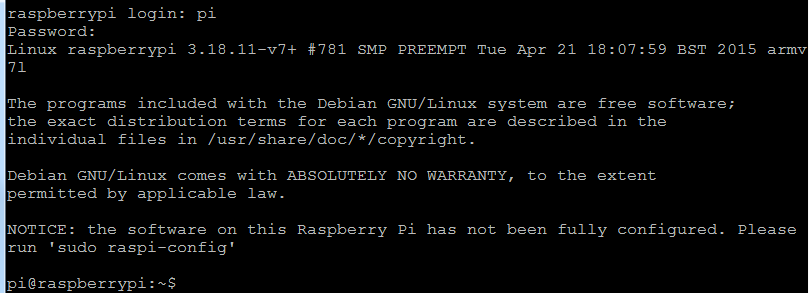 raspberrypi login: pi
Password:
Linux raspberrypi 3.18.11-v7+ #781 SMP PREEMPT Tue Apr 21 18:07:59 BST 2015 armv
7l
The programs included with the Debian GNU/Linux system are free software;
the exact distribution terms for each program are described in the
individual files in /usr/share/doc/*/copyright.
Debian GNU/Linux comes with ABSOLUTELY NO WARRANTY, to the extent
permitted by applicable law.
NOTICE: the software on this Raspberry Pi has not been fully configured. Please
run 'sudo raspi-config'
pi@raspberrypi:~$